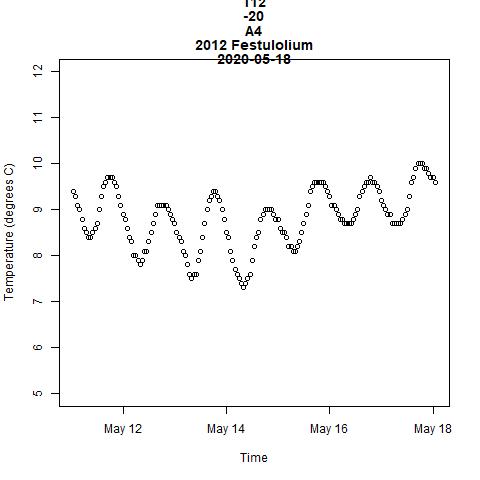 T12
-20
A4
2012 Festulolium
2020-05-18
12
11
10
9
8
7
6
5
Temperature (degrees C)
May 12 May 14 May 16 May 18
Time